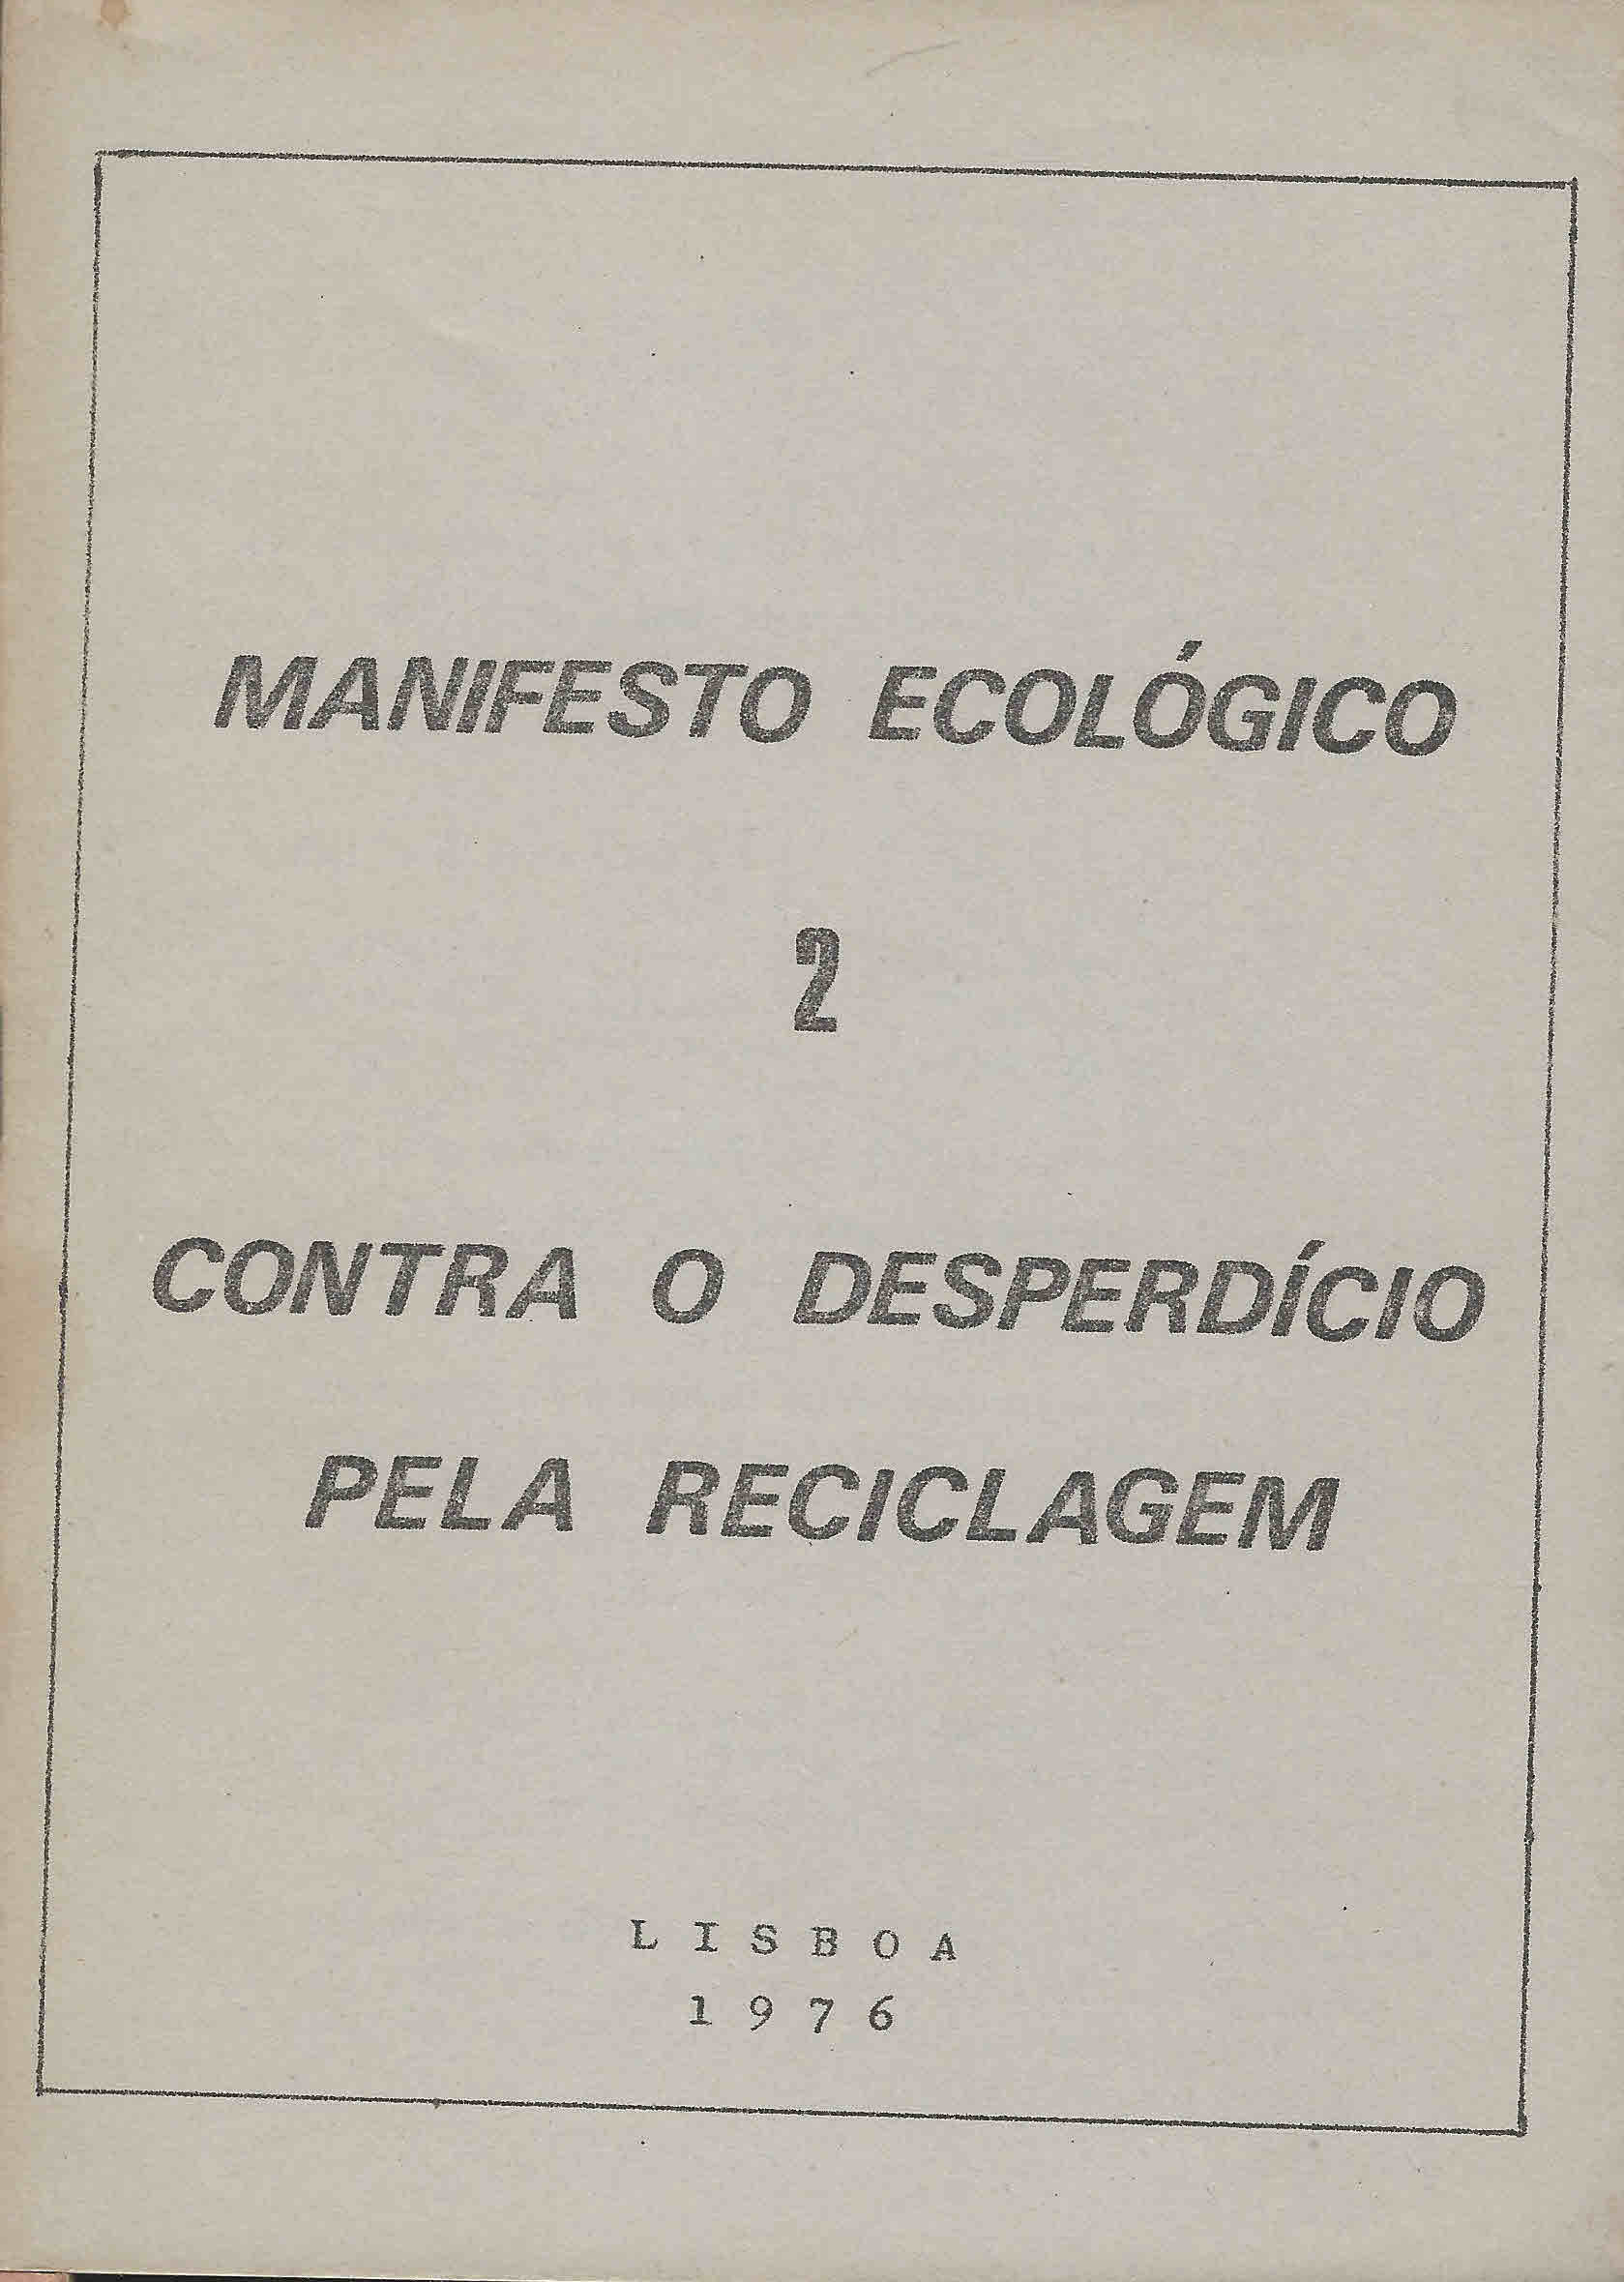 MANIFESTO ECOLÓGICO
2
CONTRA O DESPERDÍCIO
PELA RECICLAGEM
LISBOA
1976